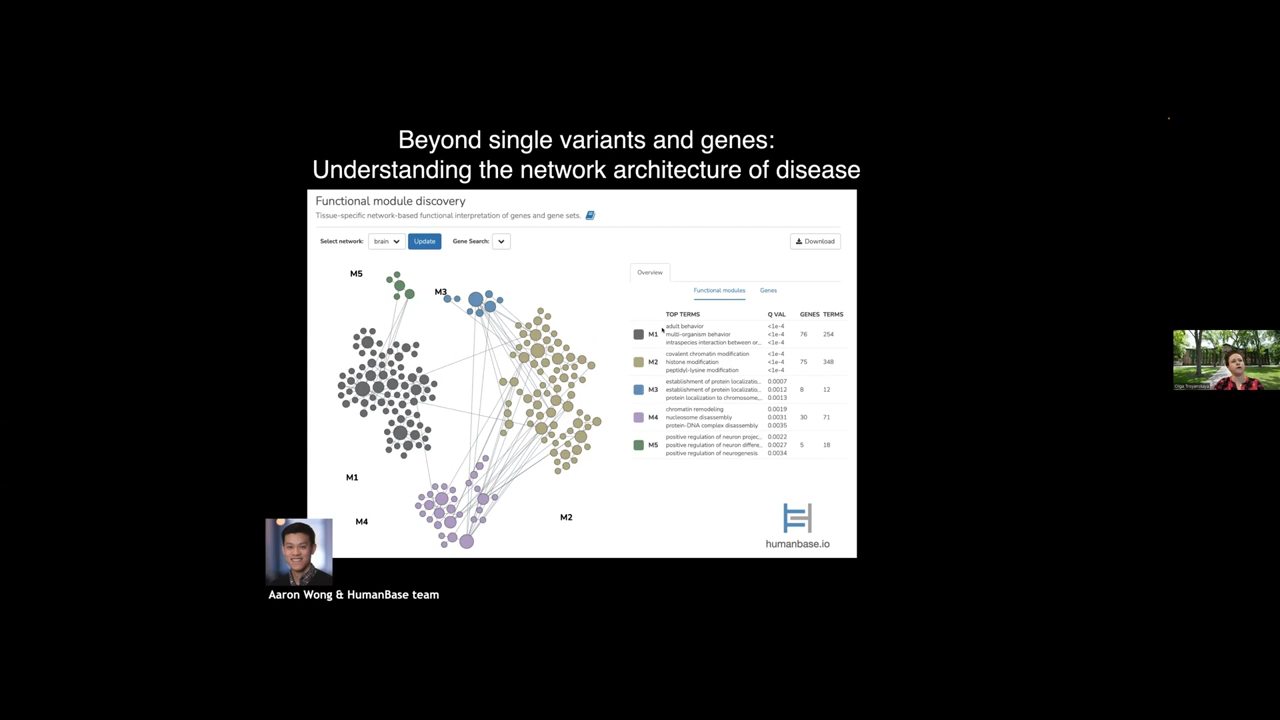 Beyond single variants and genes:
Understanding the network architecture of disease
Functional module discovery
Tissue-specific network-based functional interpretation of genes and gene sets.
Select network: brain Update Gene Search: Download
M5
M3
M1
M4
M2
Overview
Functional modules Genes
TOP TERMS Q VAL GENES TERMS
adult behavior <1e-4
M1 multi-organism behavior <1e-4 76 254
intraspecies interaction between or... <1e-4
covalent chromatin modification <1e-4
M2 histone modification <1e-4 75 348
peptidyl-lysine modification <1e-4
establishment of protein localizatio... 0.0007
M3 establishment of protein localizatio... 0.0012 8 12
protein localization to chromosome,... 0.0013
chromatin remodeling 0.0019
M4 nucleosome disassembly 0.0031 30 71
protein-DNA complex disassembly 0.0035
positive regulation of neuron projec... 0.0022
M5 positive regulation of neuron differe... 0.0027 5 18
positive regulation of neurogenesis 0.0034
humanbase.io
Aaron Wong & HumanBase team
Olga Troyanskaya